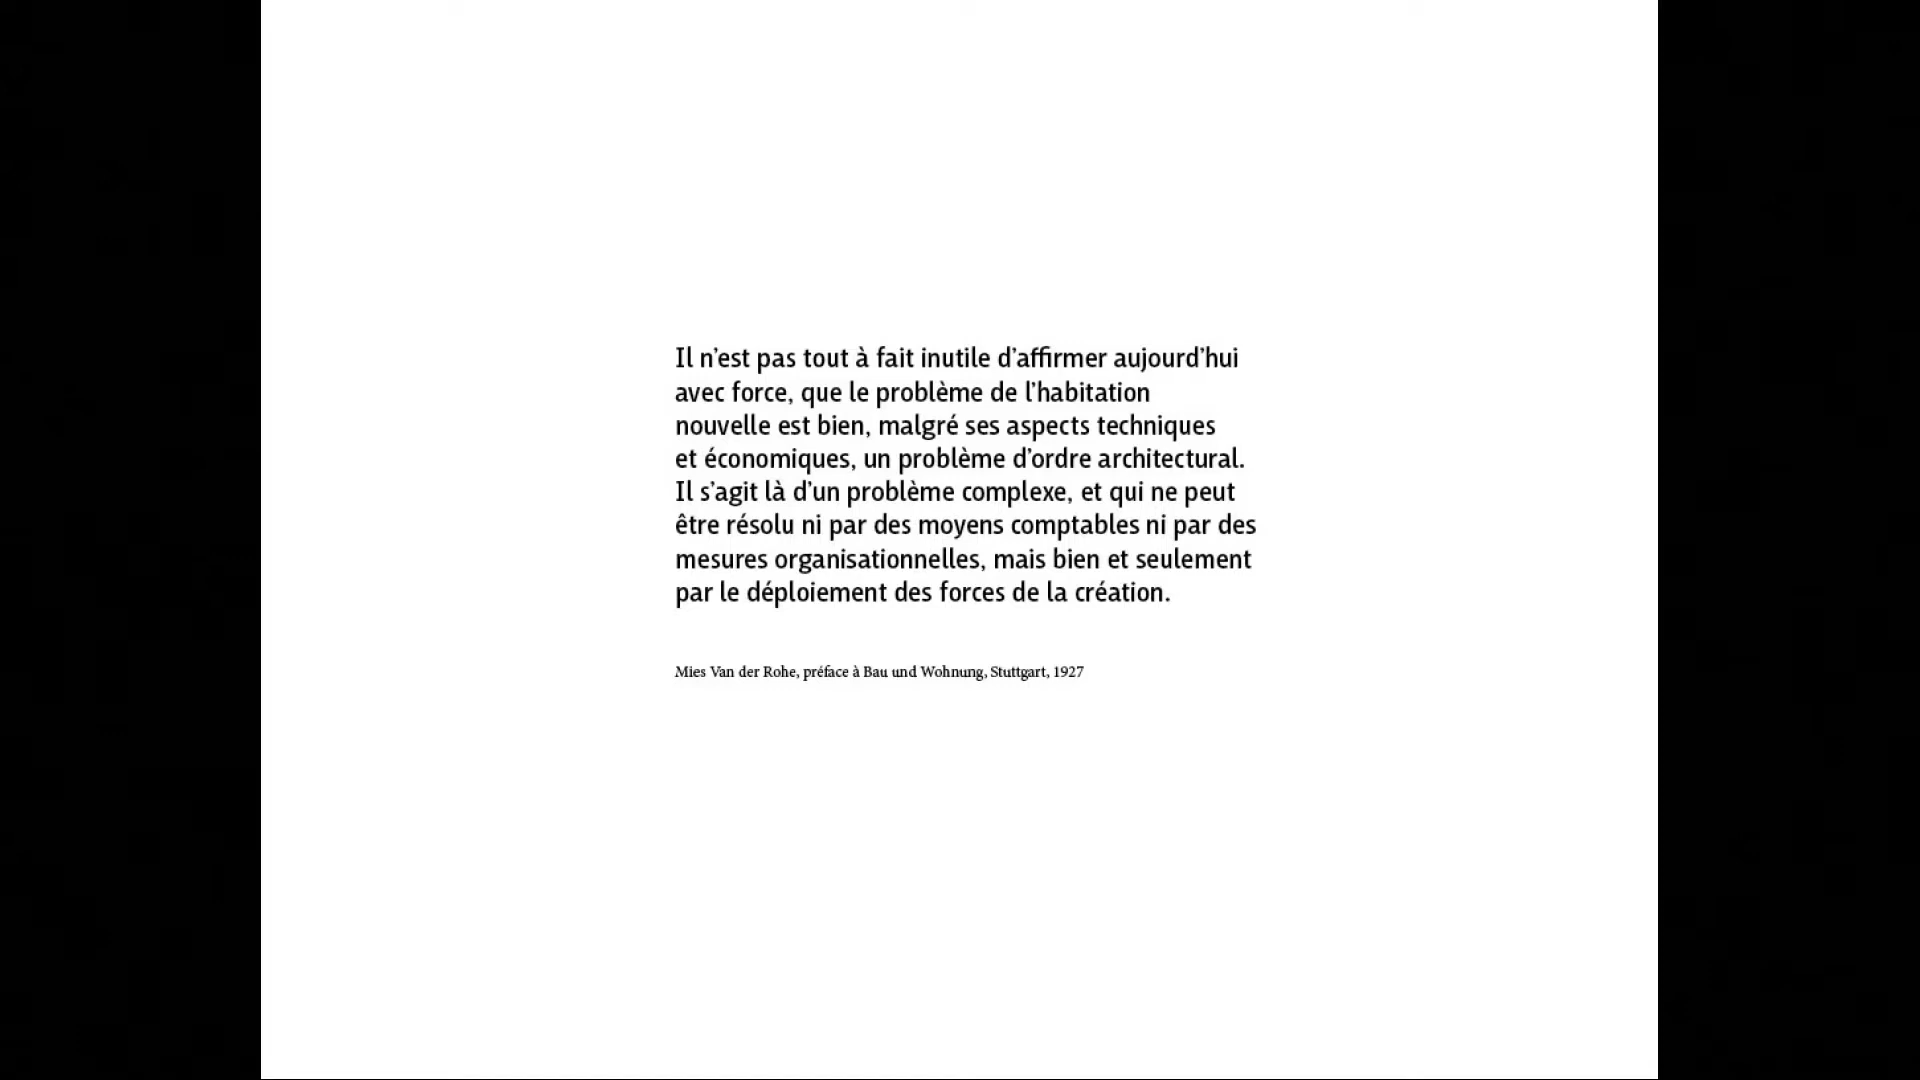 Il n’est pas tout à fait inutile d’affirmer aujourd’hui
avec force, que le problème de l’habitation
nouvelle est bien, malgré ses aspects techniques
et économiques, un problème d’ordre architectural.
Il s’agit là d’un problème complexe, et qui ne peut
être résolu ni par des moyens comptables ni par des
mesures organisationnelles, mais bien et seulement
par le déploiement des forces de la création.
Mies Van der Rohe, préface à Bau und Wohnung, Stuttgart, 1927